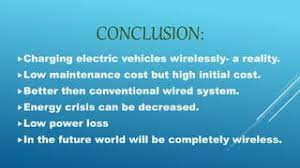 CONCLUSION:
▸Charging electric vehicles wirelessly- a reality.
▸Low maintenance cost but high initial cost.
▸Better then conventional wired system.
▸Energy crisis can be decreased.
▸Low power loss
▸In the future world will be completely wireless.